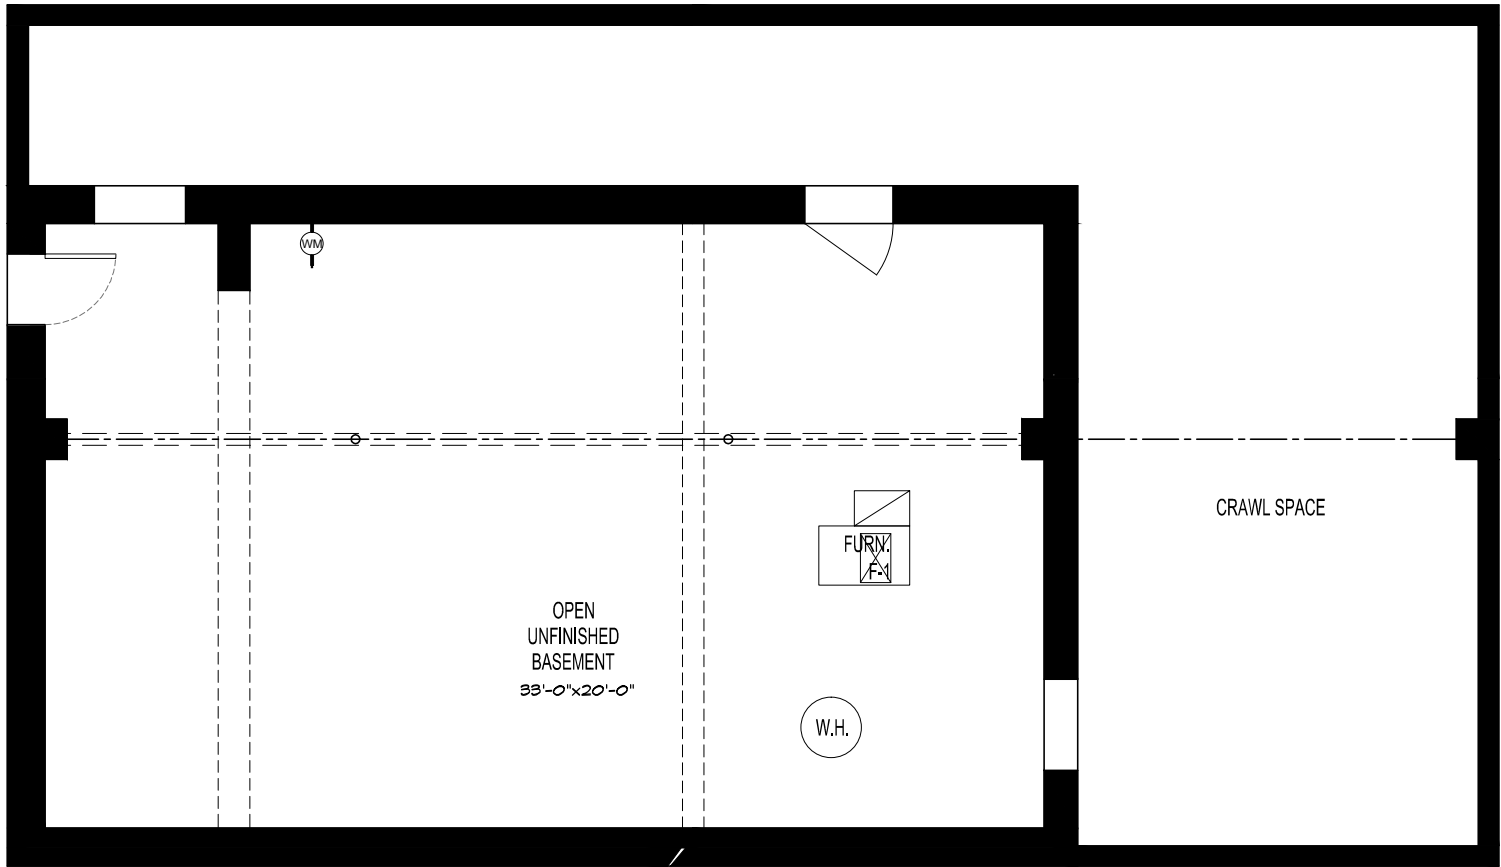 WM
CRAWL SPACE
FURN.
F-1
OPEN
UNFINISHED
BASEMENT
33'-0"x20'-0"
W.H.